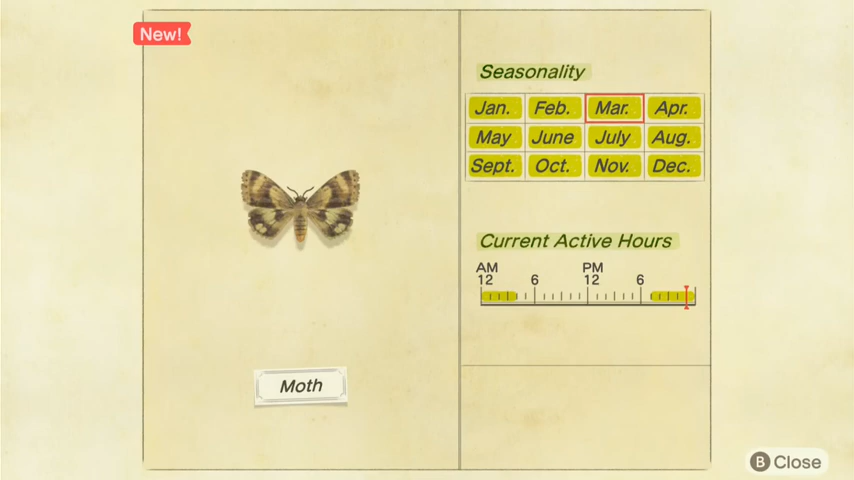 New!
Seasonality
Jan. Feb. Mar. Apr.
May June July Aug.
Sept. Oct. Nov. Dec.
Current Active Hours
AM PM
12 6 12 6
Moth
B Close